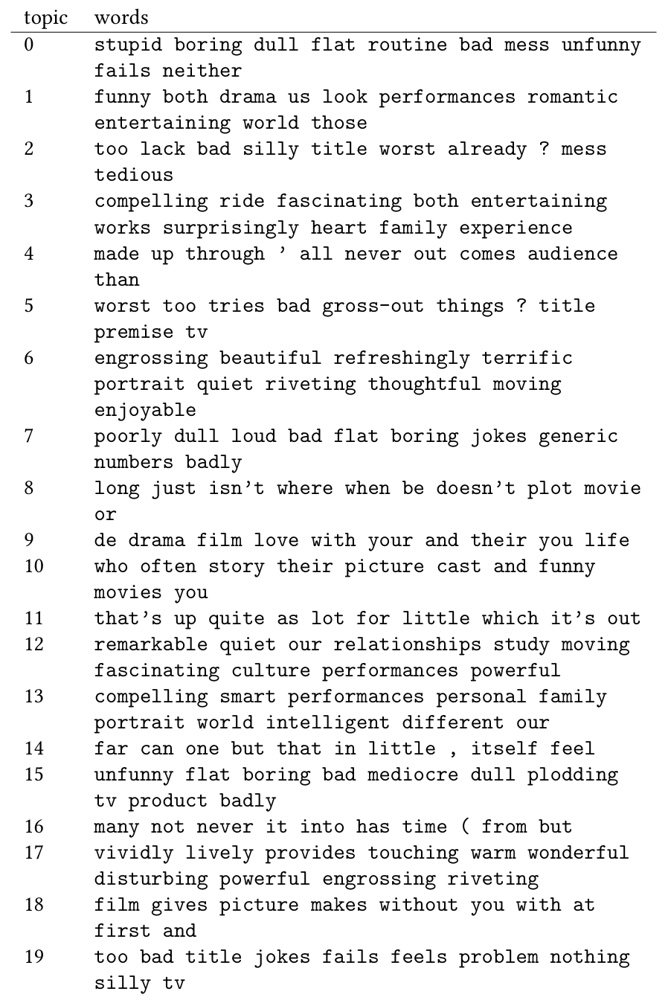 topic words
0 stupid boring dull flat routine bad mess unfunny
fails neither
1 funny both drama us look performances romantic
entertaining world those
2 too lack bad silly title worst already ? mess
tedious
3 compelling ride fascinating both entertaining
works surprisingly heart family experience
4 made up through ’ all never out comes audience
than
5 worst too tries bad gross-out things ? title
premise tv
6 engrossing beautiful refreshingly terrific
portrait quiet riveting thoughtful moving
enjoyable
7 poorly dull loud bad flat boring jokes generic
numbers badly
8 long just isn’t where when be doesn’t plot movie
or
9 de drama film love with your and their you life
10 who often story their picture cast and funny
movies you
11 that’s up quite as lot for little which it’s out
12 remarkable quiet our relationships study moving
fascinating culture performances powerful
13 compelling smart performances personal family
portrait world intelligent different our
14 far can one but that in little , itself feel
15 unfunny flat boring bad mediocre dull plodding
tv product badly
16 many not never it into has time ( from but
17 vividly lively provides touching warm wonderful
disturbing powerful engrossing riveting
18 film gives picture makes without you with at
first and
19 too bad title jokes fails feels problem nothing
silly tv